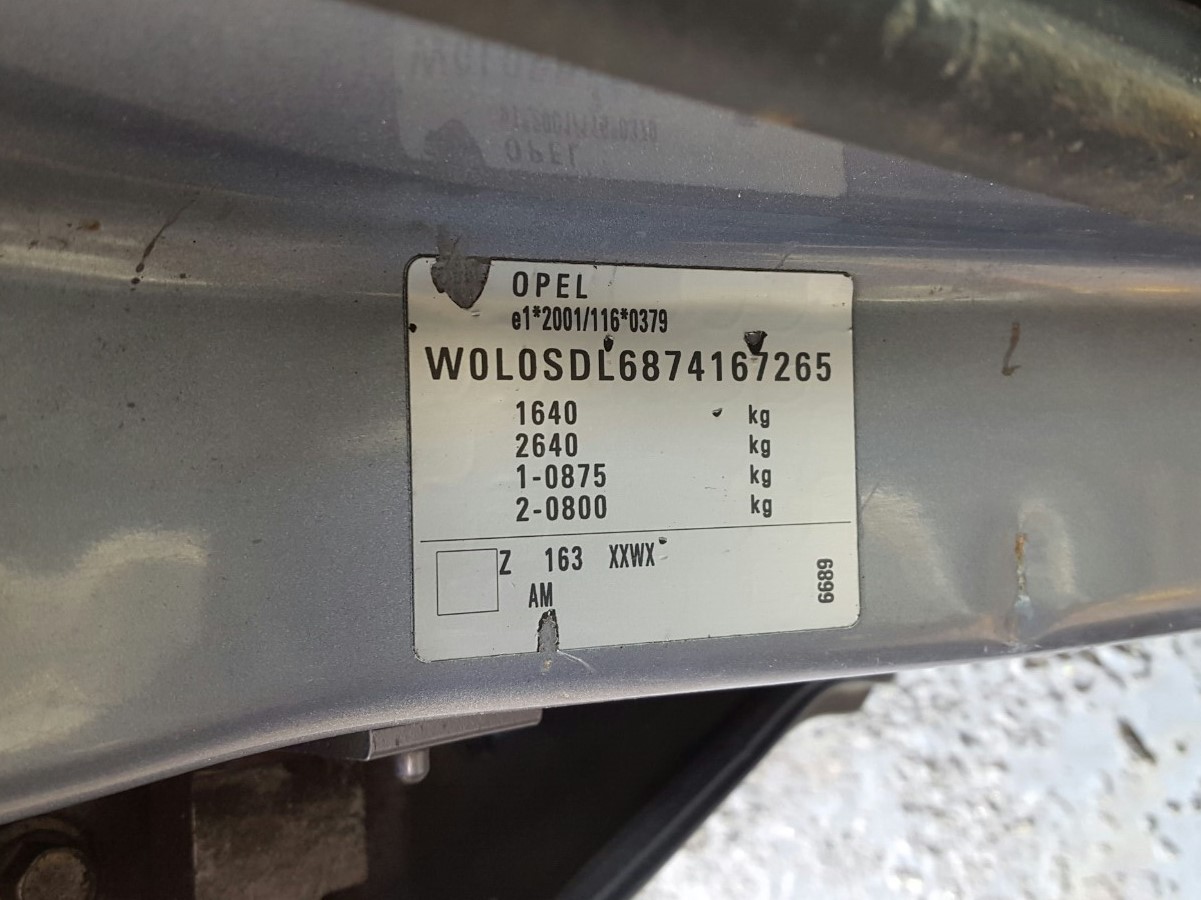 OPEL
e1*2001/116*0379
W0L0SDL6874167265
1640 kg
2640 kg
1-0875 kg
2-0800 kg
Z 163 XXWX
AM
6689